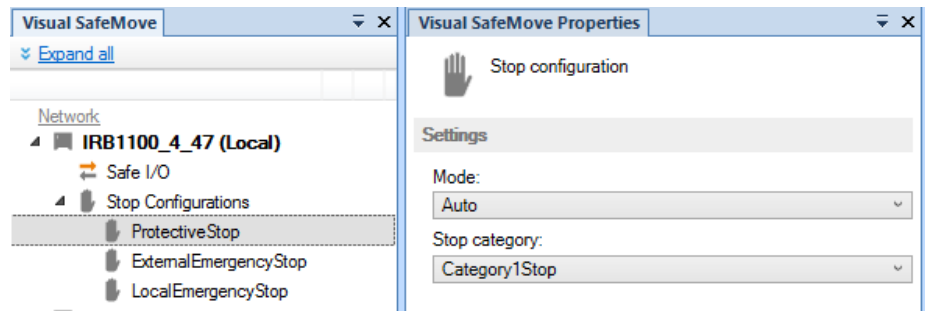 Visual SafeMove
Expand all
Network
IRB1100_4_47 (Local)
Safe I/O
Stop Configurations
ProtectiveStop
ExternalEmergencyStop
LocalEmergencyStop
Visual SafeMove Properties
Stop configuration
Settings
Mode:
Auto
Stop category:
Category1Stop